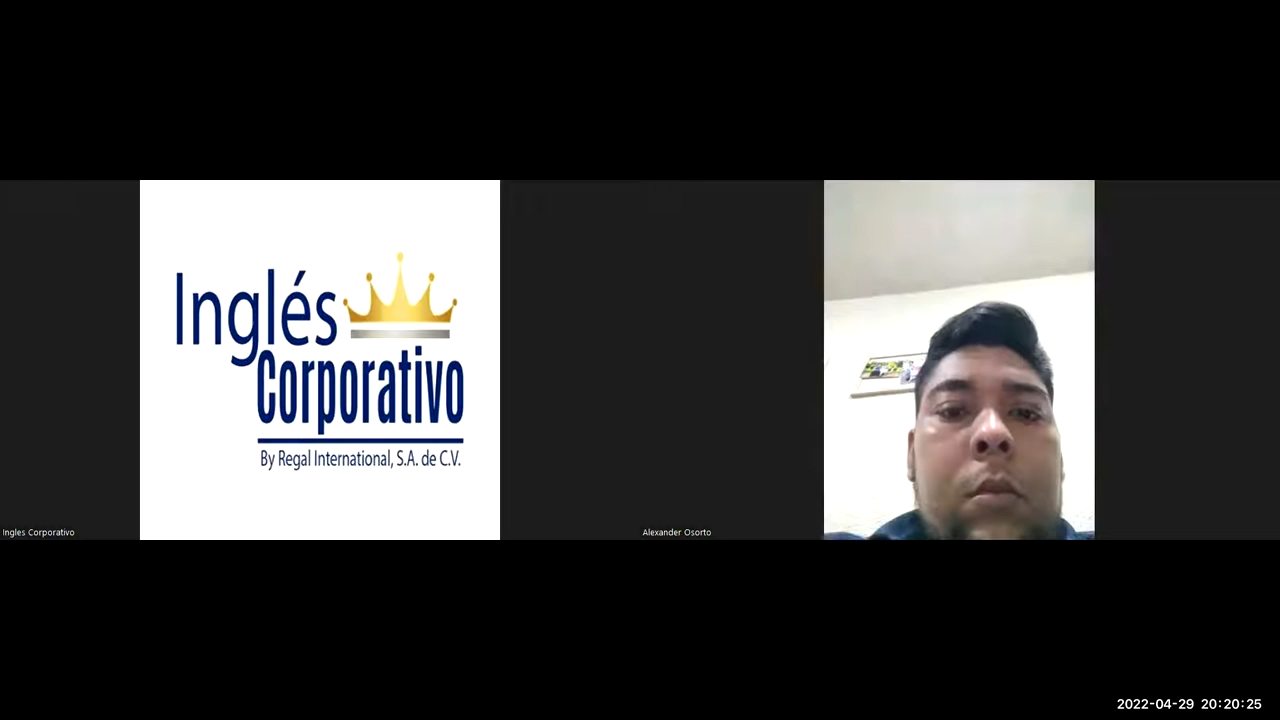 Inglés
Corporativo
By Regal International, S.A. de C.V.
Ingles Corporativo
Alexander Osorto
2022-04-29 20:20:25